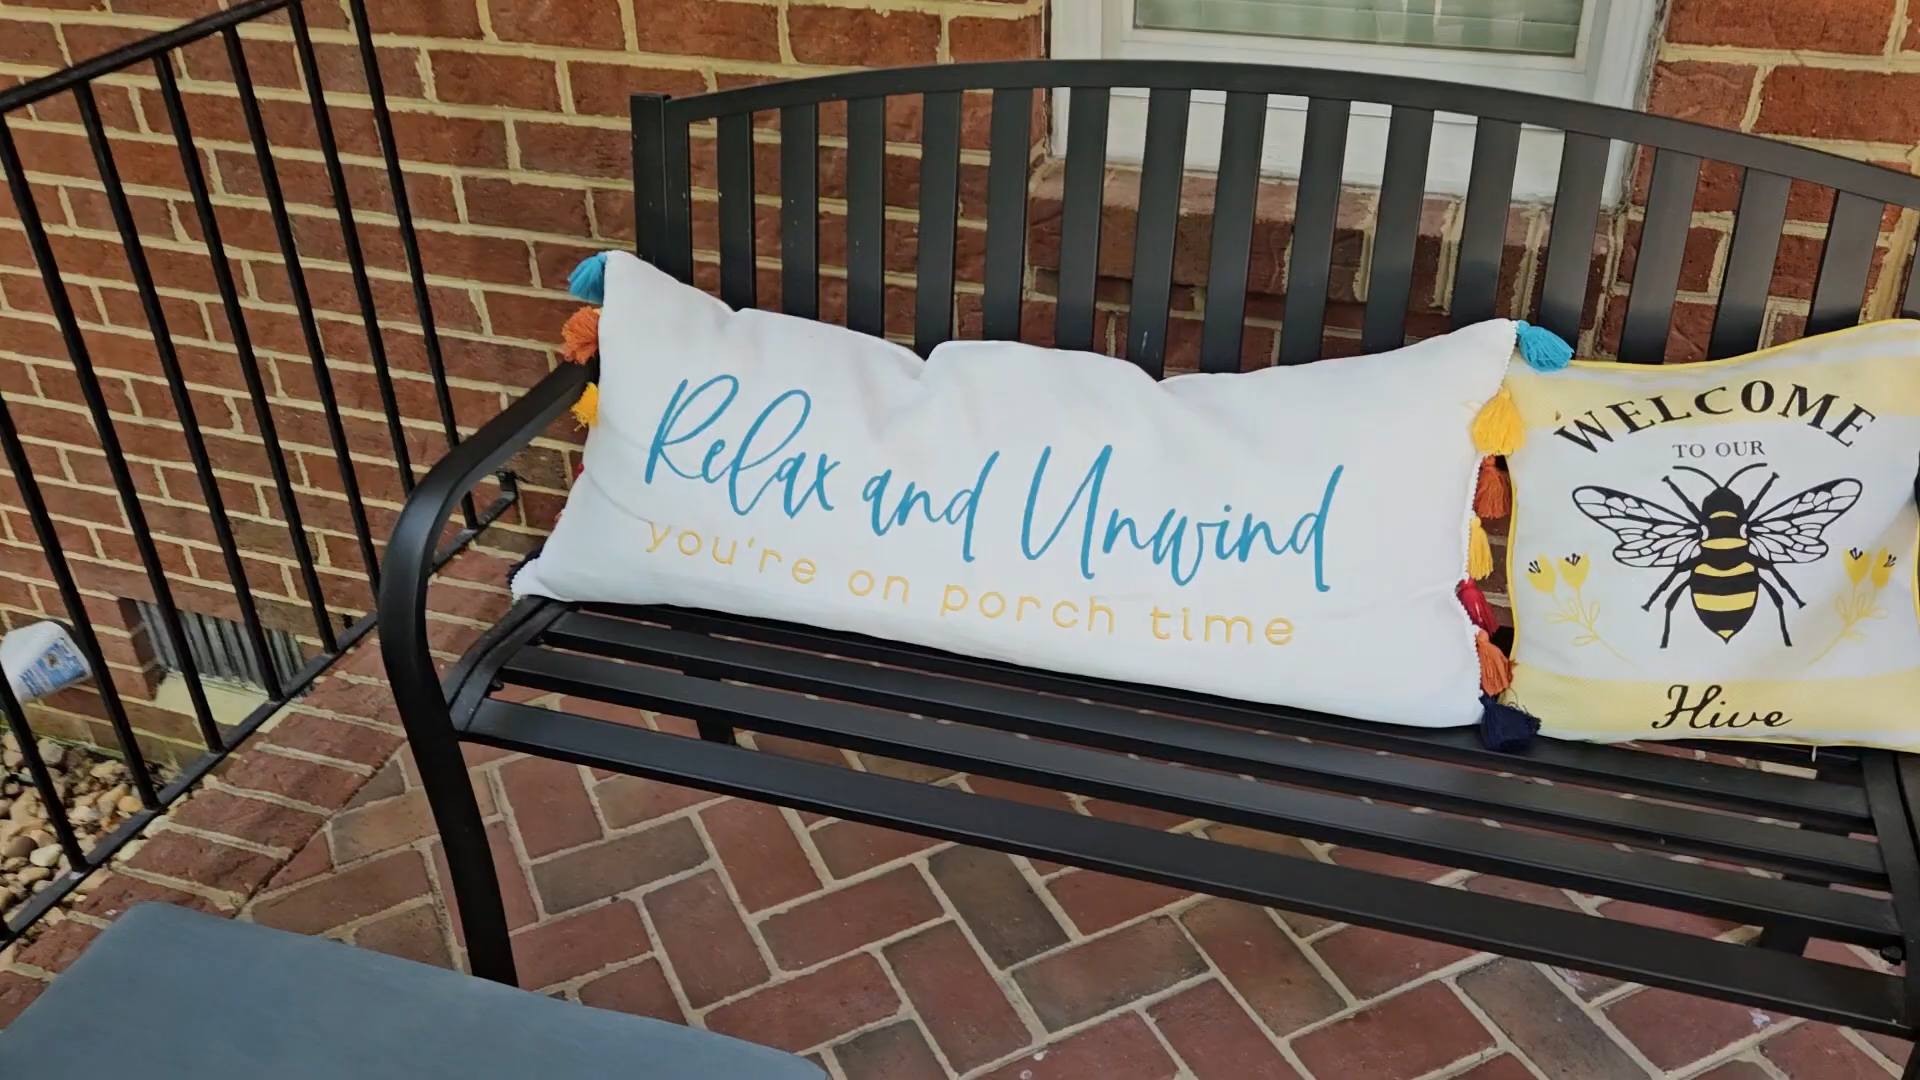 Relax and Unwind
you're on porch time
WELCOME
TO OUR
Hive